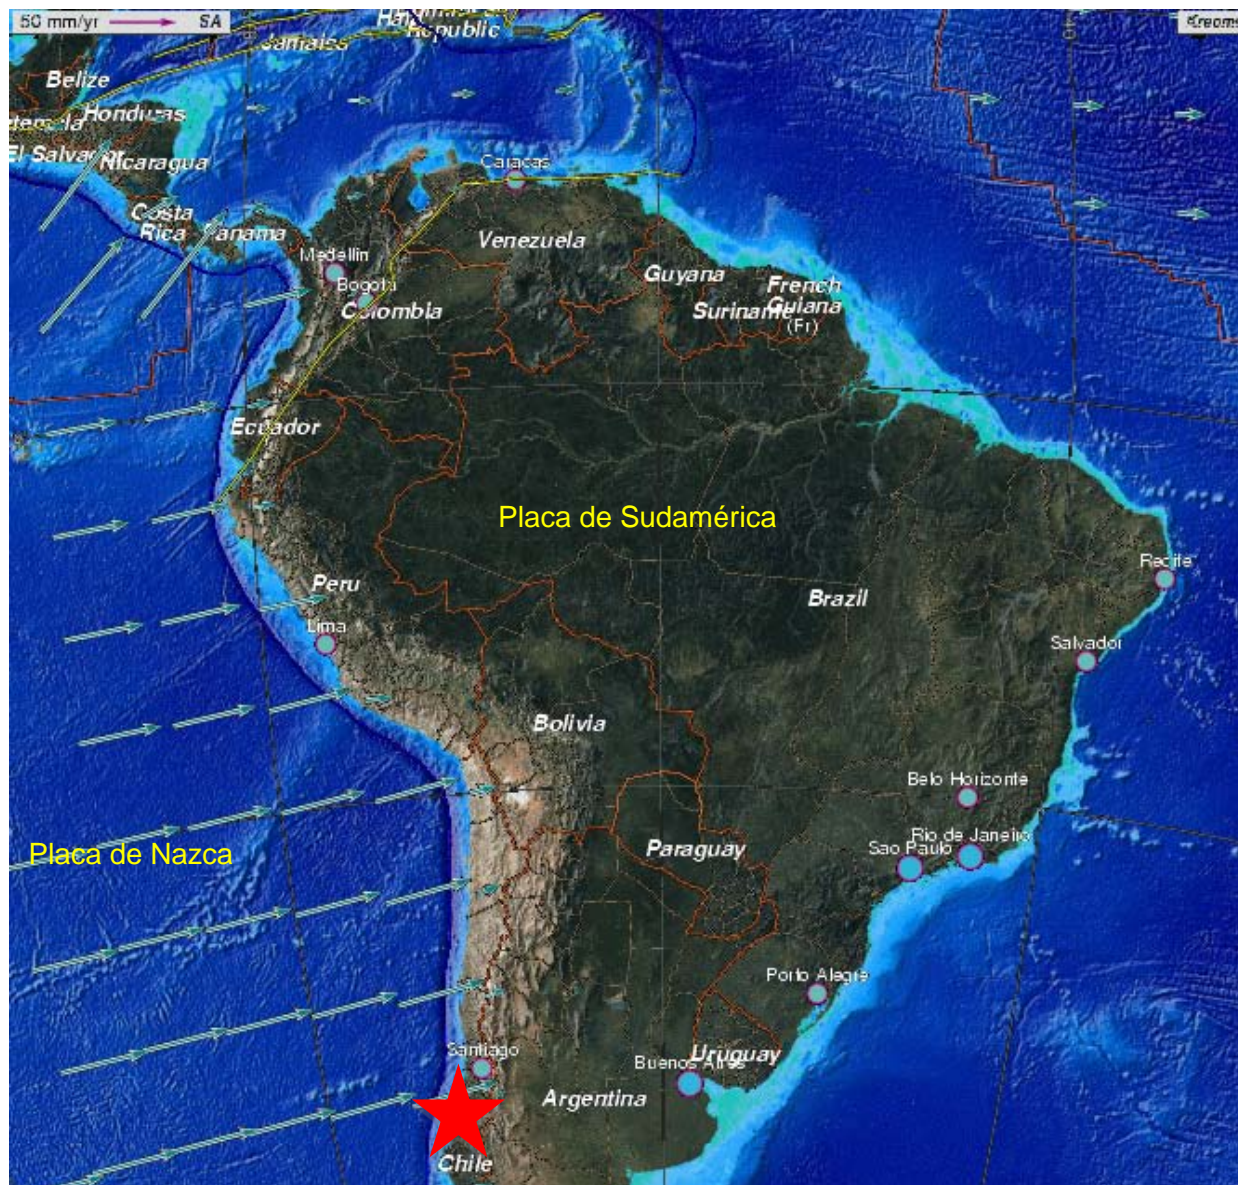 50 mm/yr SA
Republic
Jamaica
Belize
Honduras
El Salvador
Nicaragua
Costa
Rica
Panama
Caracas
Venezuela
Medellin
Bogota
Colombia
Guyana
Suriname
French
Guiana
(Fr)
Ecuador
Placa de Sudamérica
Peru
Lima
Brazil
Recife
Salvador
Bolivia
Belo Horizonte
Placa de Nazca
Paraguay
Rio de Janeiro
Sao Paulo
Porto Alegre
Santiago
Uruguay
Buenos Aires
Argentina
Chile